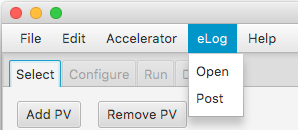 File Edit Accelerator eLog Help
Select Configure Run
Open
Post
Add PV Remove PV